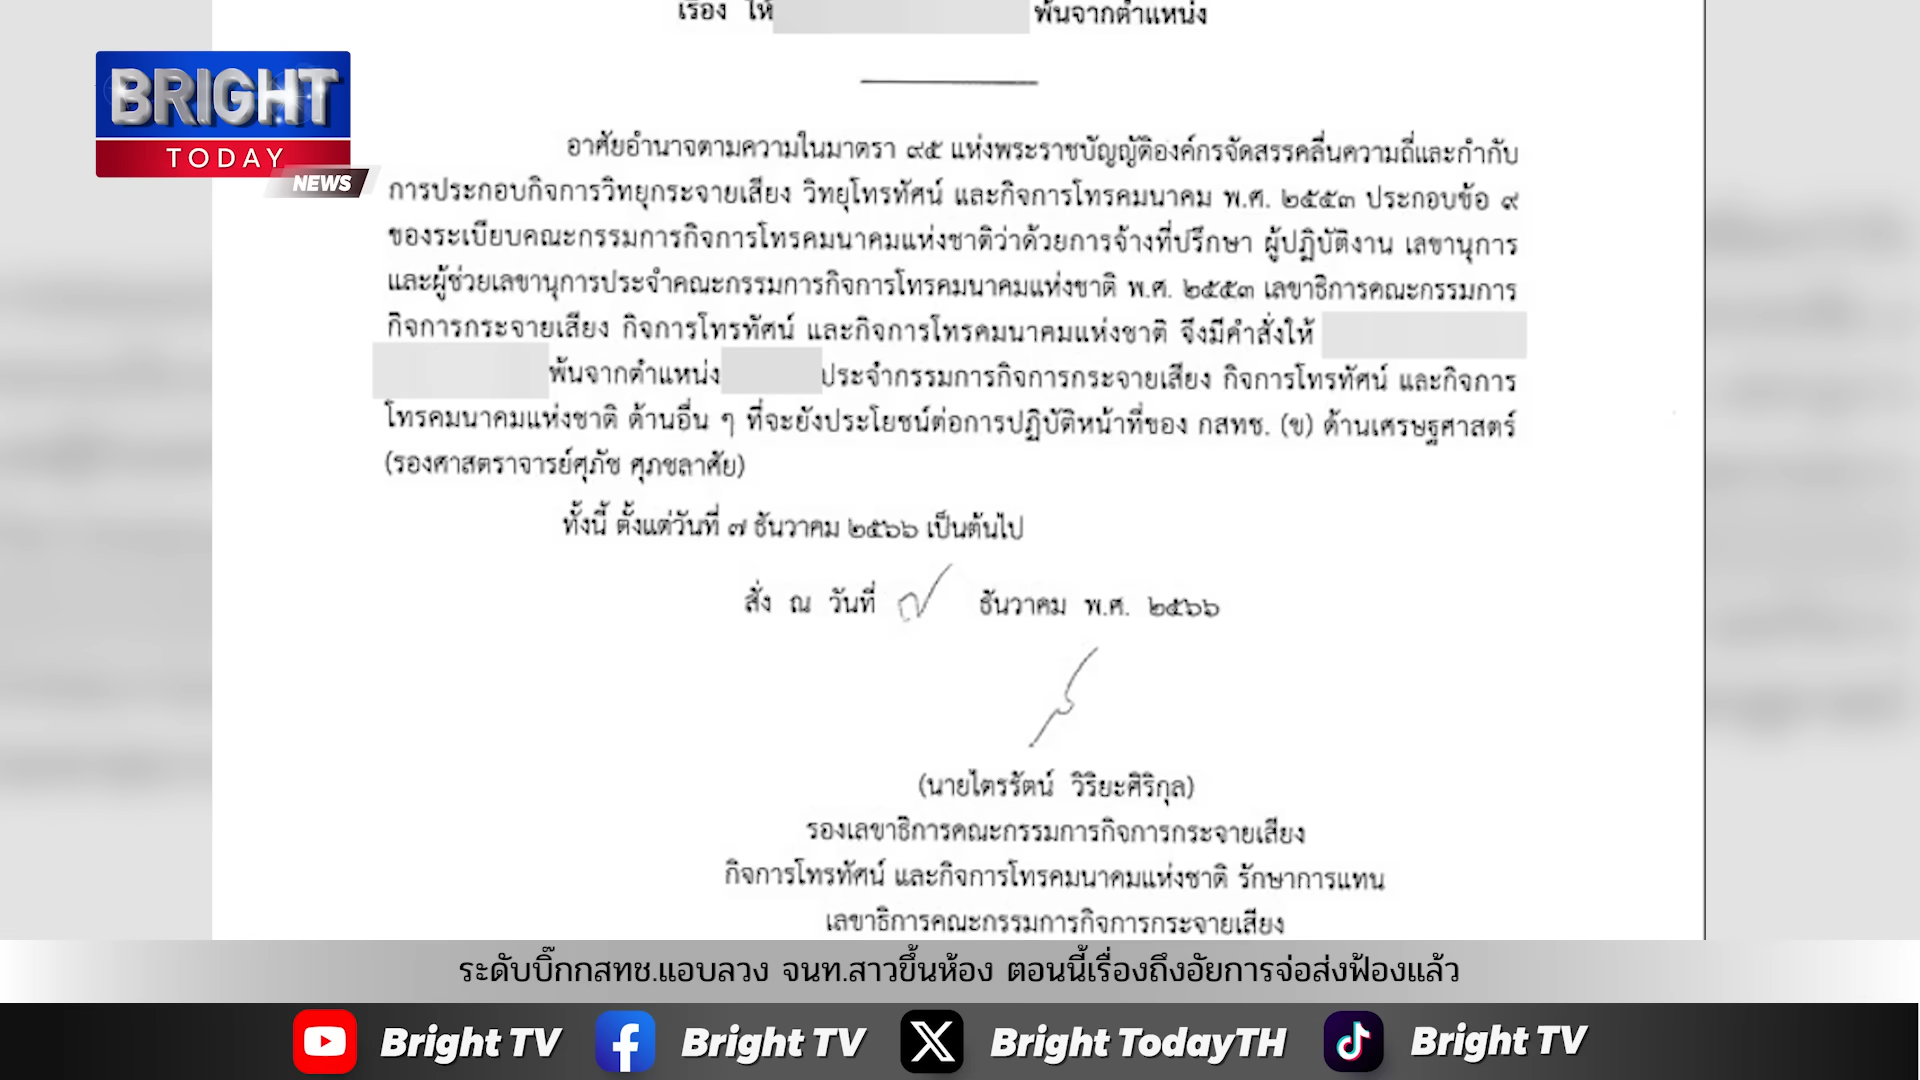 เรื่อง ให้ พ้นจากตำแหน่ง
BRIGHT
TODAY
NEWS
อาศัยอำนาจตามความในมาตรา ๙๕ แห่งพระราชบัญญัติองค์กรจัดสรรคลื่นความถี่และกำกับ
การประกอบกิจการวิทยุกระจายเสียง วิทยุโทรทัศน์ และกิจการโทรคมนาคม พ.ศ. ๒๕๕๓ ประกอบข้อ ๙
ของระเบียบคณะกรรมการกิจการโทรคมนาคมแห่งชาติว่าด้วยการจ้างที่ปรึกษา ผู้ปฏิบัติงาน เลขานุการ
และผู้ช่วยเลขานุการประจำคณะกรรมการกิจการโทรคมนาคมแห่งชาติ พ.ศ. ๒๕๕๓ เลขาธิการคณะกรรมการ
กิจการกระจายเสียง กิจการโทรทัศน์ และกิจการโทรคมนาคมแห่งชาติ จึงมีคำสั่งให้
พ้นจากตำแหน่ง ประจำกรรมการกิจการกระจายเสียง กิจการโทรทัศน์ และกิจการ
โทรคมนาคมแห่งชาติ ด้านอื่น ๆ ที่จะยังประโยชน์ต่อการปฏิบัติหน้าที่ของ กสทช. (ข) ด้านเศรษฐศาสตร์
(รองศาสตราจารย์ศุภัช ศุภชลาศัย)
ทั้งนี้ ตั้งแต่วันที่ ๗ ธันวาคม ๒๕๖๖ เป็นต้นไป
สั่ง ณ วันที่ ๗ ธันวาคม พ.ศ. ๒๕๖๖
(นายไตรรัตน์ วิริยะศิริกุล)
รองเลขาธิการคณะกรรมการกิจการกระจายเสียง
กิจการโทรทัศน์ และกิจการโทรคมนาคมแห่งชาติ รักษาการแทน
เลขาธิการคณะกรรมการกิจการกระจายเสียง
ระดับบิ๊กกสทช.แอบลวง จนท.สาวขึ้นห้อง ตอนนี้เรื่องถึงอัยการจ่อส่งฟ้องแล้ว
Bright TV Bright TV Bright TodayTH Bright TV